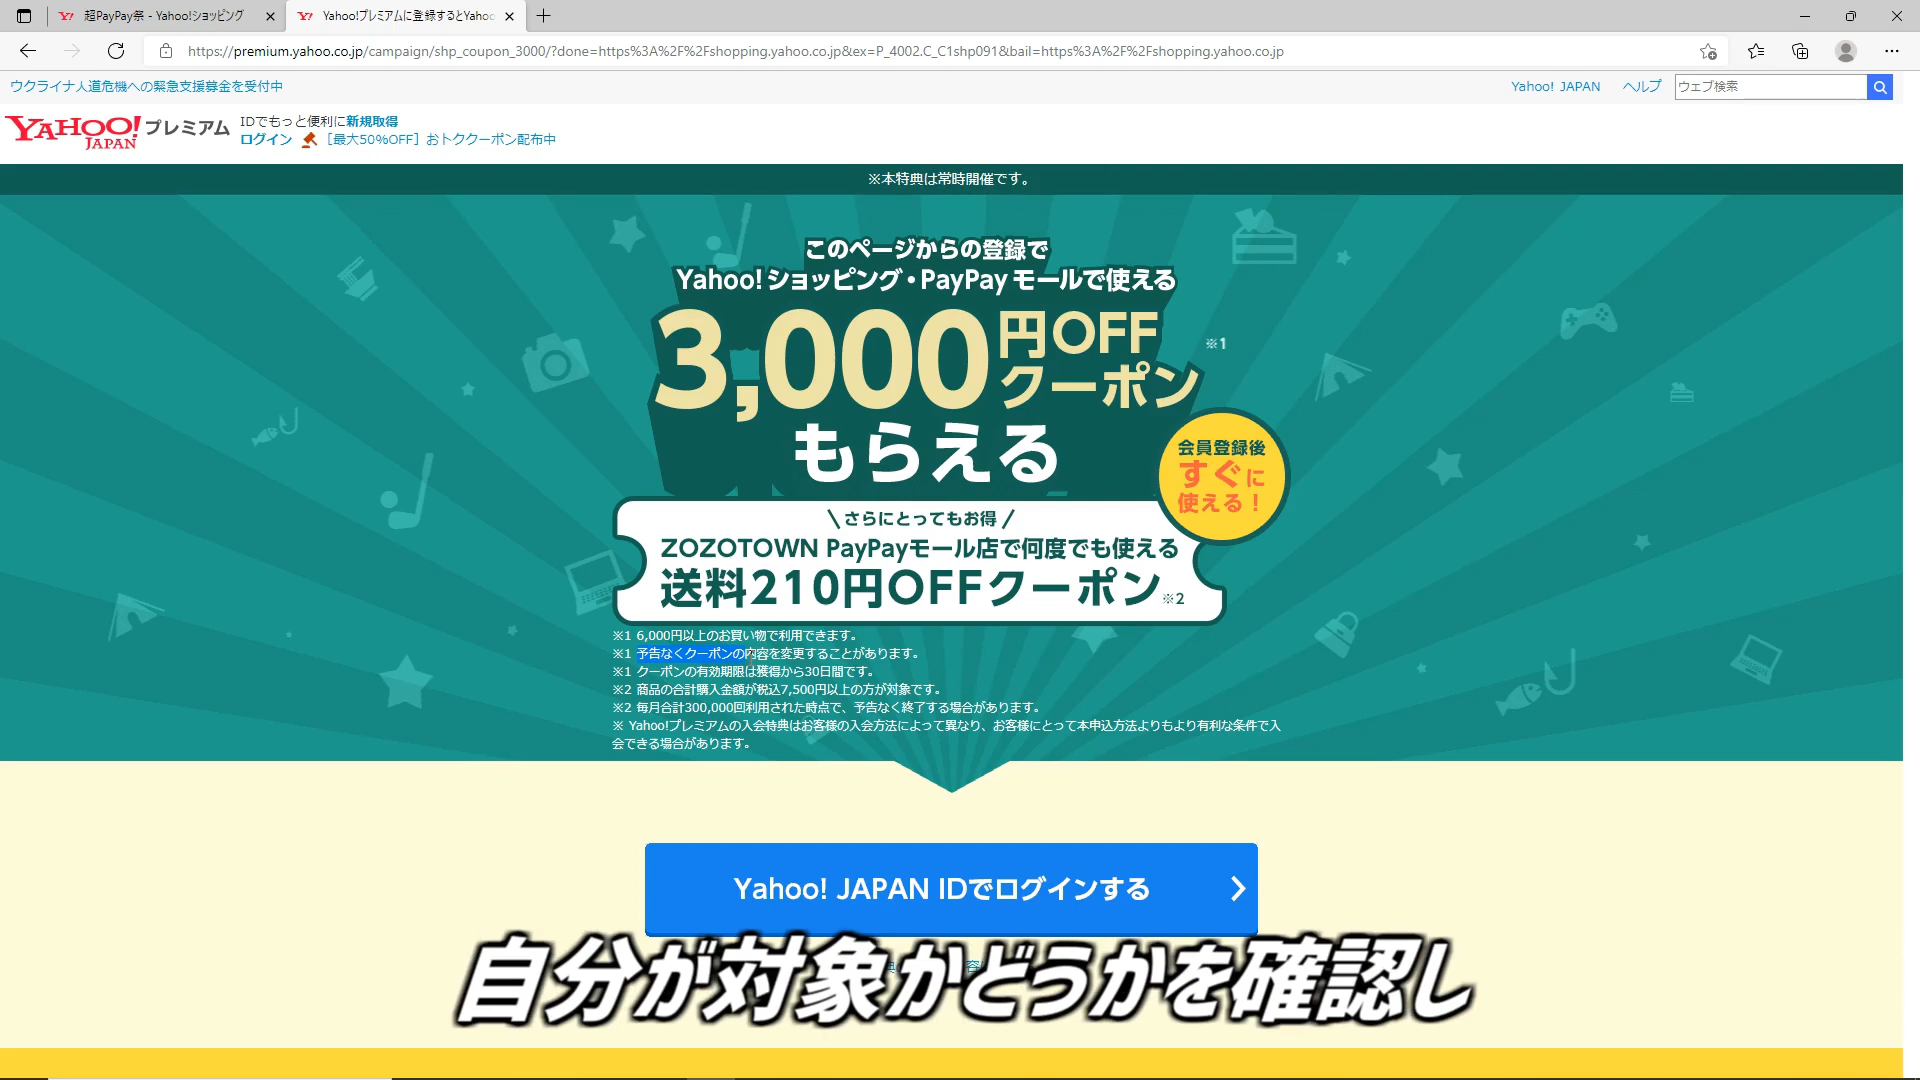 超PayPay祭 - Yahoo!ショッピング
Yahoo!プレミアムに登録するとYahoo
https://premium.yahoo.co.jp/campaign/shp_coupon_3000/?done=https%3A%2F%2Fshopping.yahoo.co.jp&ex=P_4002.C_C1shp091&bail=https%3A%2F%2Fshopping.yahoo.co.jp
ウクライナ人道危機への緊急支援募金を受付中
Yahoo! JAPAN ヘルプ ウェブ検索
YAHOO! JAPAN プレミアム
IDでもっと便利に新規取得
ログイン [最大50%OFF] おトククーポン配布中
※本特典は常時開催です。
このページからの登録で
Yahoo!ショッピング・PayPayモールで使える
3,000円OFFクーポン ※1
もらえる
会員登録後
すぐに
使える!
\さらにとってもお得/
ZOZOTOWN PayPayモール店で何度でも使える
送料210円OFFクーポン※2
※1 6,000円以上のお買い物で利用できます。
※1 予告なくクーポンの内容を変更することがあります。
※1 クーポンの有効期限は獲得から30日間です。
※2 商品の合計購入金額が税込7,500円以上の方が対象です。
※2 毎月合計300,000回利用された時点で、予告なく終了する場合があります。
※ Yahoo!プレミアムの入会特典はお客様の入会方法によって異なり、お客様にとって本申込方法よりもより有利な条件で入
会できる場合があります。
Yahoo! JAPAN IDでログインする
自分が対象かどうかを確認し